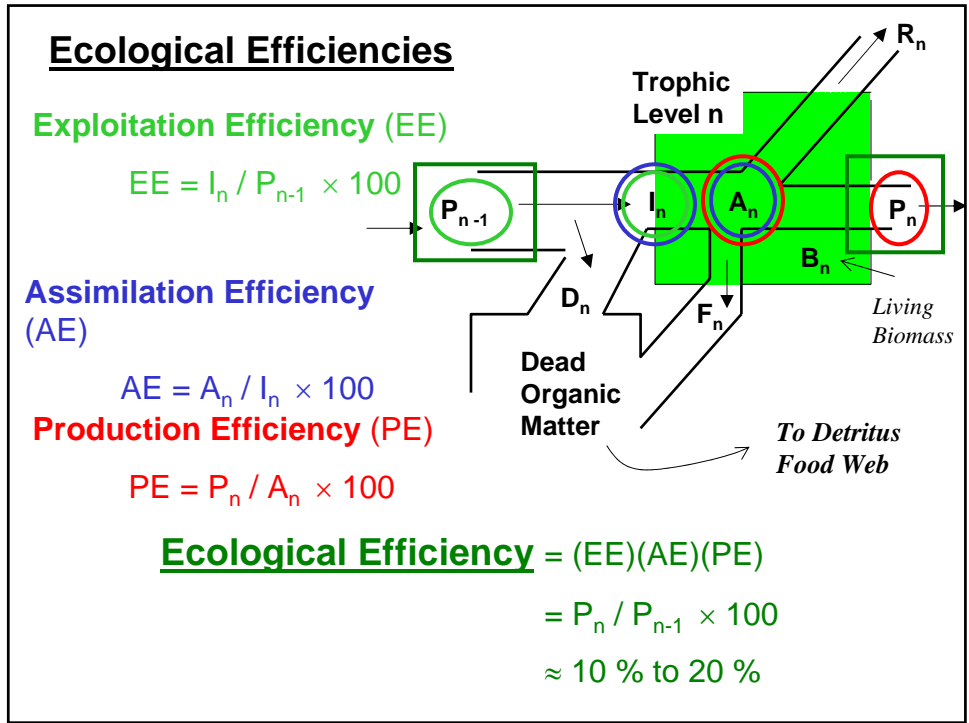 Ecological Efficiencies
Exploitation Efficiency (EE)
EE = Iₙ / Pₙ₋₁ × 100
Assimilation Efficiency
(AE)
AE = Aₙ / Iₙ × 100
Production Efficiency (PE)
PE = Pₙ / Aₙ × 100
Trophic
Level n
Rₙ
Pₙ₋₁
Iₙ
Aₙ
Pₙ
Bₙ
Dₙ
Fₙ
Living
Biomass
Dead
Organic
Matter
To Detritus
Food Web
Ecological Efficiency = (EE)(AE)(PE)
= Pₙ / Pₙ₋₁ × 100
≈ 10 % to 20 %